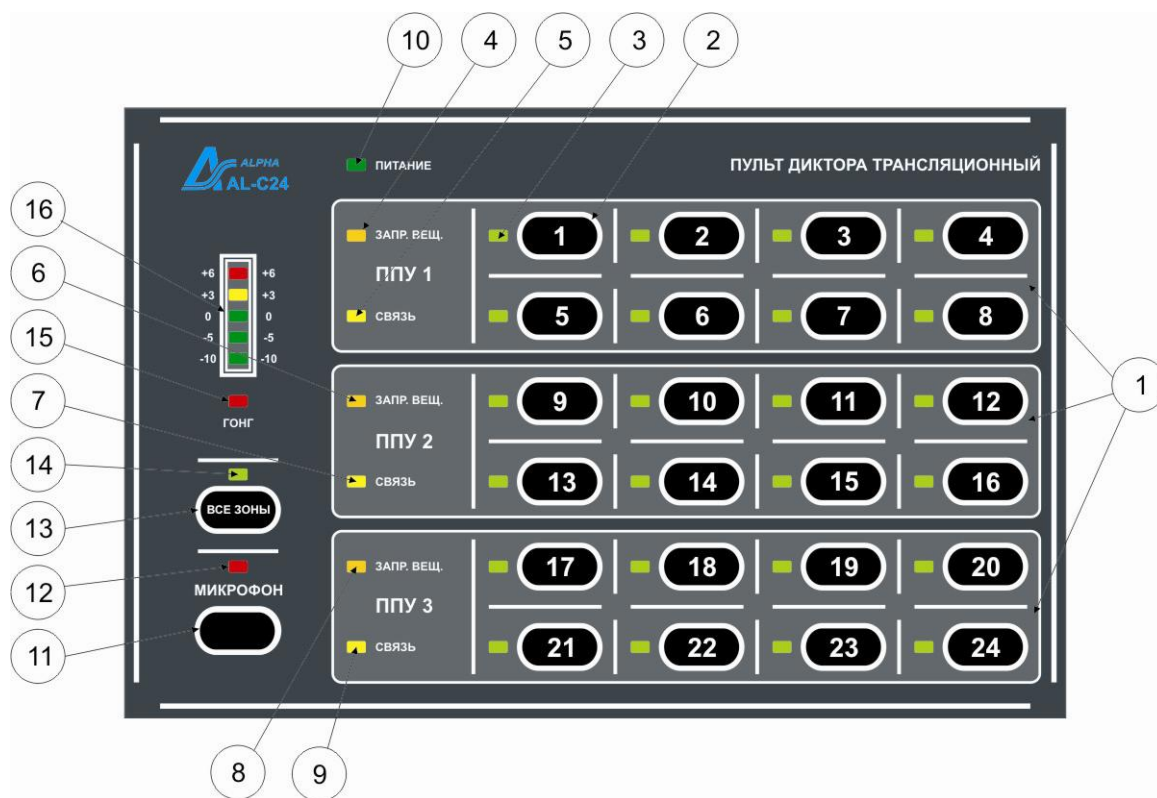 10 4 5 3 2
ALPHA
AL-C24
ПИТАНИЕ
ПУЛЬТ ДИКТОРА ТРАНСЛЯЦИОННЫЙ
16
6
15
7
14
13
12
11
+6 +6
+3 +3
0 0
-5 -5
-10 -10
ГОНГ
ВСЕ ЗОНЫ
МИКРОФОН
ЗАПР. ВЕЩ.
ППУ 1
СВЯЗЬ
1 2 3 4
5 6 7 8
ЗАПР. ВЕЩ.
ППУ 2
СВЯЗЬ
9 10 11 12
13 14 15 16
ЗАПР. ВЕЩ.
ППУ 3
СВЯЗЬ
17 18 19 20
21 22 23 24
1
8 9